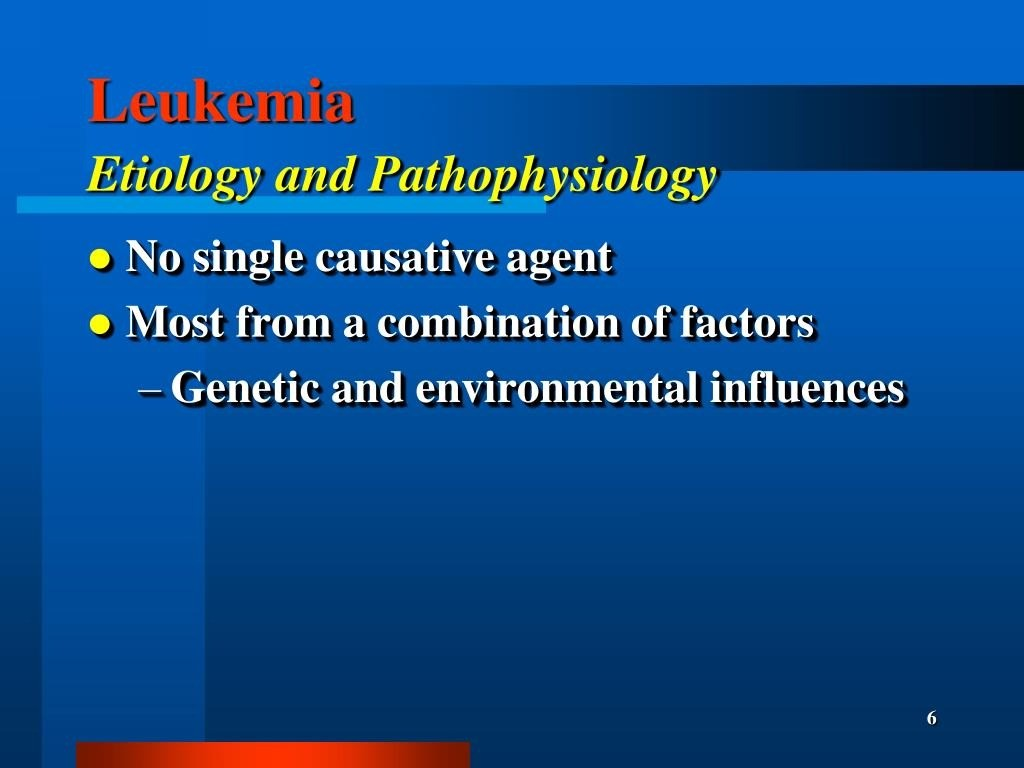 Leukemia
Etiology and Pathophysiology
● No single causative agent
● Most from a combination of factors
– Genetic and environmental influences
6